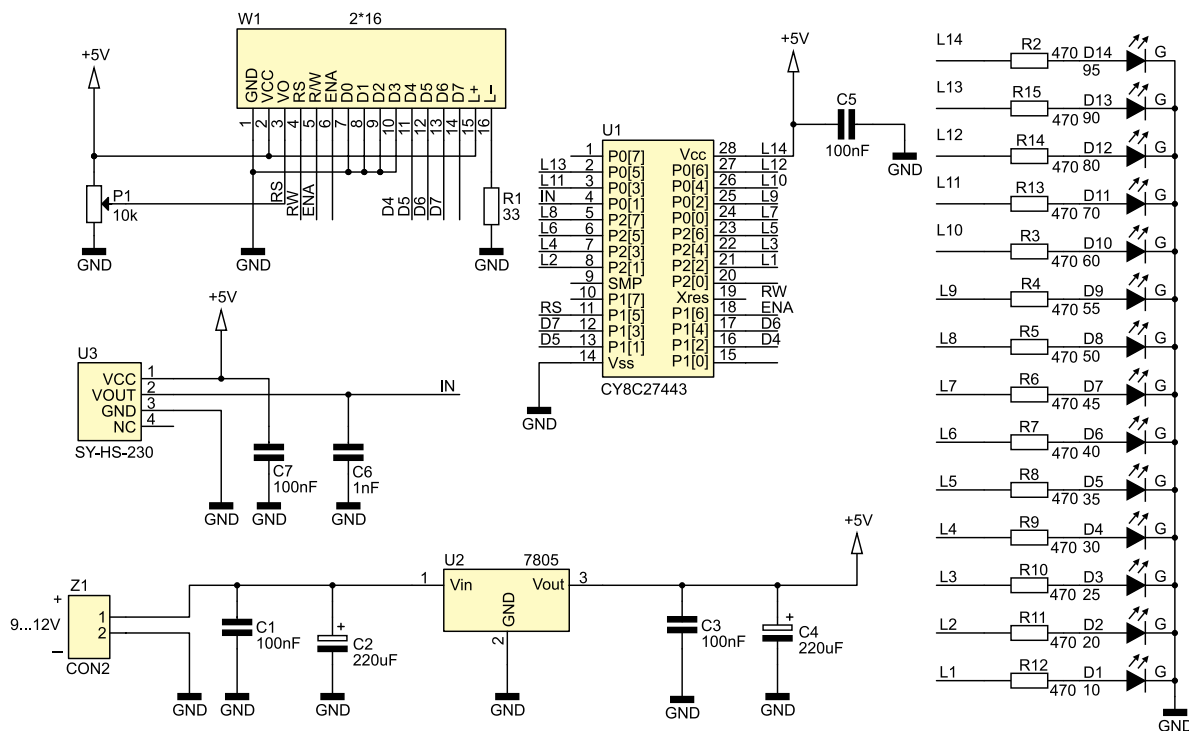 W1 2*16
+5V
GND VCC VO RS R/W ENA D0 D1 D2 D3 D4 D5 D6 D7 L+ L-
1 2 3 4 5 6 7 8 9 10 11 12 13 14 15 16
P1
10k
RS RW ENA D4 D5 D6 D7
R1
33
GND GND GND
+5V
C5
100nF
GND
U1
1 P0[7] Vcc 28 L14
L13 2 P0[5] P0[6] 27 L12
L11 3 P0[3] P0[4] 26 L10
IN 4 P0[1] P0[2] 25 L9
L8 5 P2[7] P0[0] 24 L7
L6 6 P2[5] P2[6] 23 L5
L4 7 P2[3] P2[4] 22 L3
L2 8 P2[1] P2[2] 21 L1
9 SMP P2[0] 20
10 P1[7] Xres 19 RW
RS 11 P1[5] P1[6] 18 ENA
D7 12 P1[3] P1[4] 17 D6
D5 13 P1[1] P1[2] 16 D4
14 Vss P1[0] 15
CY8C27443
GND
+5V
U3
VCC 1
VOUT 2 IN
GND 3
NC 4
SY-HS-230
C7
100nF
C6
1nF
GND GND GND
Z1
+
9...12V
–
1
2
CON2
C1
100nF
+
C2
220uF
U2 7805
1 Vin Vout 3
GND
2
C3
100nF
+
C4
220uF
+5V
GND GND GND GND GND GND
L14 R2 470 D14 95 G
L13 R15 470 D13 90 G
L12 R14 470 D12 80 G
L11 R13 470 D11 70 G
L10 R3 470 D10 60 G
L9 R4 470 D9 55 G
L8 R5 470 D8 50 G
L7 R6 470 D7 45 G
L6 R7 470 D6 40 G
L5 R8 470 D5 35 G
L4 R9 470 D4 30 G
L3 R10 470 D3 25 G
L2 R11 470 D2 20 G
L1 R12 470 D1 10 G
GND